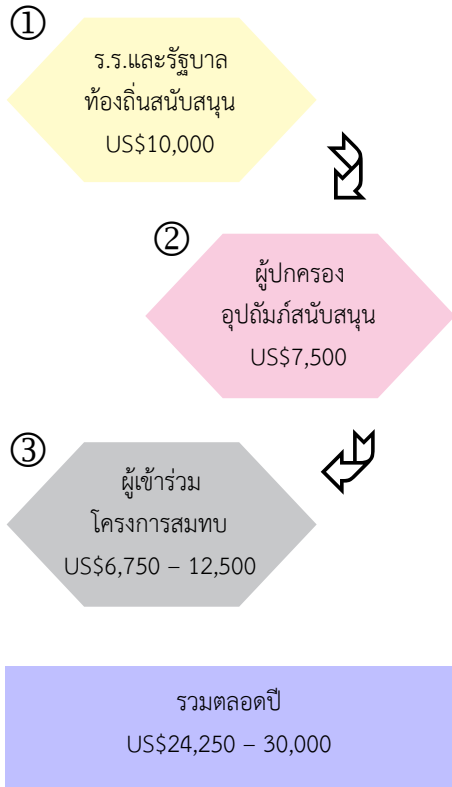 ①
ร.ร.และรัฐบาล
ท้องถิ่นสนับสนุน
US$10,000
②
ผู้ปกครอง
อุปถัมภ์สนับสนุน
US$7,500
③
ผู้เข้าร่วม
โครงการสมทบ
US$6,750 – 12,500
รวมตลอดปี
US$24,250 – 30,000